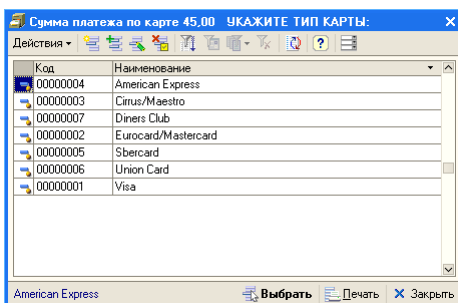 Сумма платежа по карте 45,00 УКАЖИТЕ ТИП КАРТЫ:
Действия
Код Наименование
00000004 American Express
00000003 Cirrus/Maestro
00000007 Diners Club
00000002 Eurocard/Mastercard
00000005 Sbercard
00000006 Union Card
00000001 Visa
American Express Выбрать Печать Закрыть